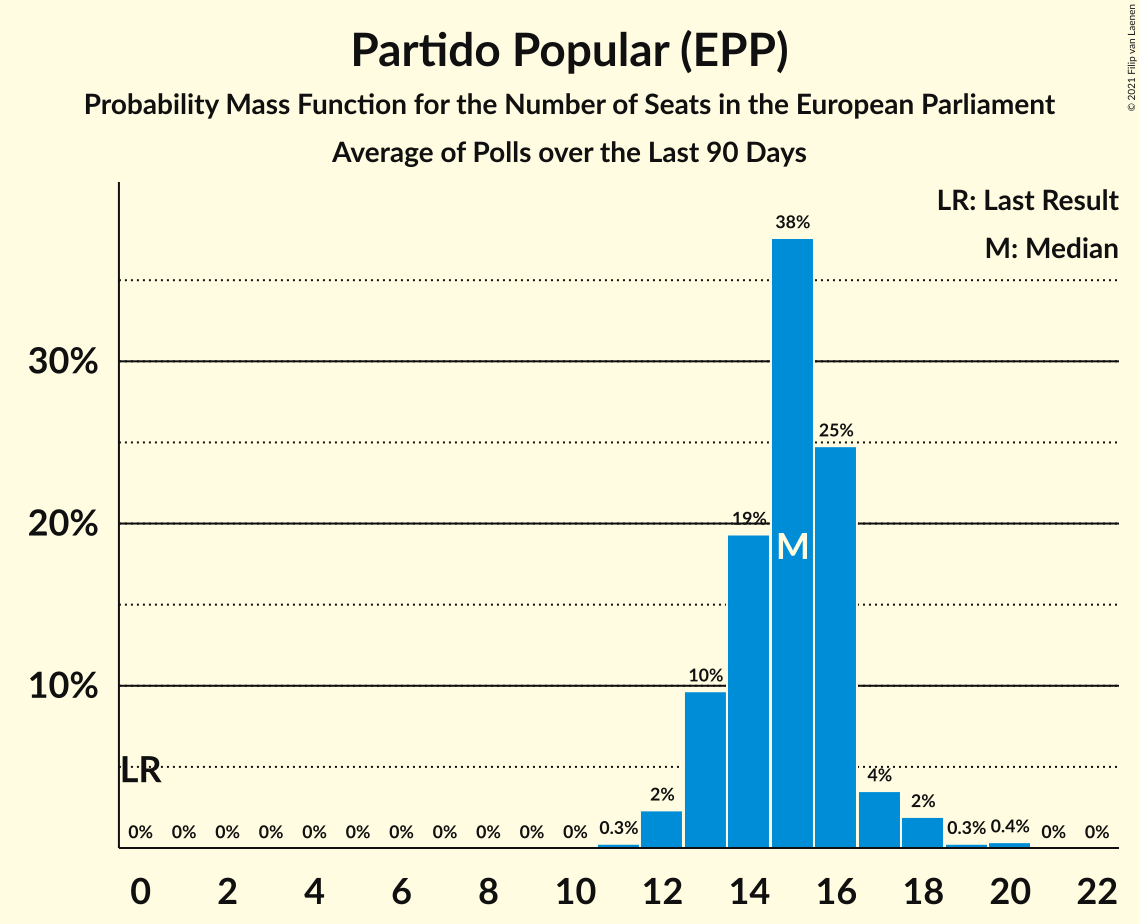 Partido Popular (EPP)
Probability Mass Function for the Number of Seats in the European Parliament
Average of Polls over the Last 90 Days
© 2021 Filip van Laenen
LR: Last Result
M: Median
38%
30%
25%
20%
19%
M
10%
10%
LR
4%
2%
2%
0% 0% 0% 0% 0% 0% 0% 0% 0% 0% 0% 0.3% 0.3% 0.4% 0% 0%
0 2 4 6 8 10 12 14 16 18 20 22